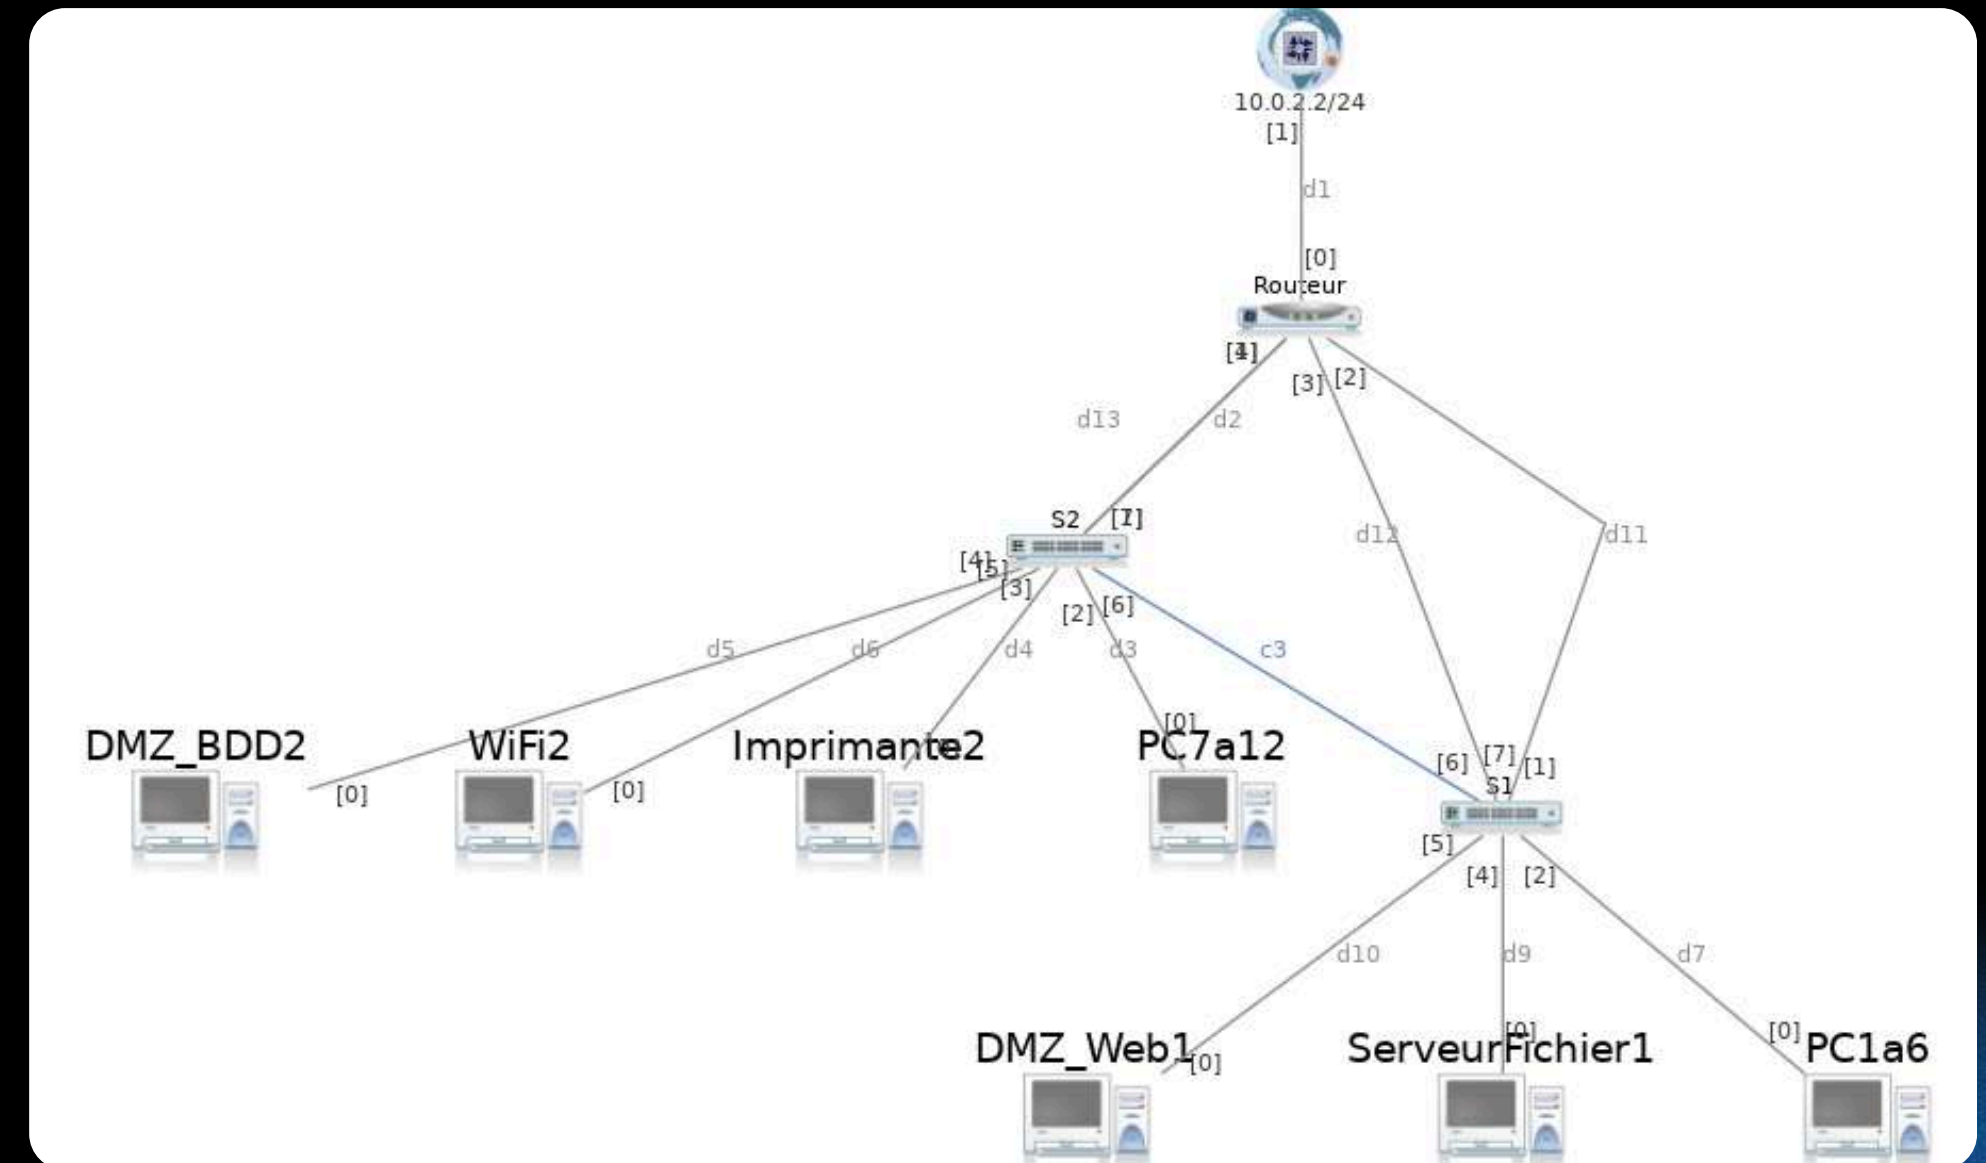 10.0.2.2/24
[1]
d1
[0]
Routeur
[3] [2]
d13 d2
d12 d11
S2
[4]
[5]
[3]
[2] [6]
d5 d6 d4 d3 c3
[0]
DMZ_BDD2 WiFi2 Imprimante2 PC7a12
[0] [0]
[6] [7] [1]
S1
[5]
[4] [2]
d10 d9 d7
[0] [0]
DMZ_Web1 ServeurFichier1 PC1a6
[0]